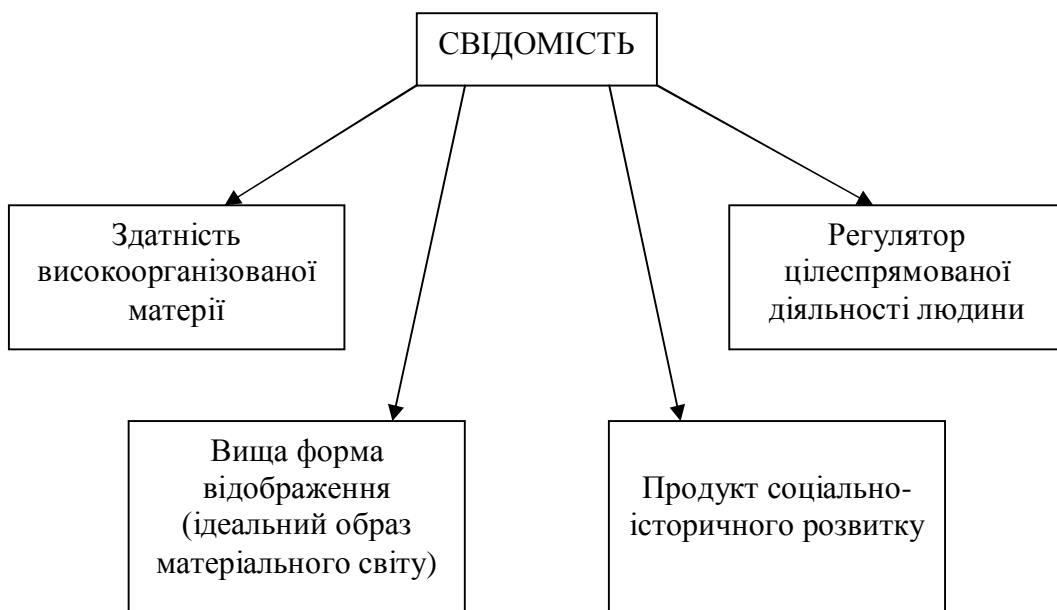 СВІДОМІСТЬ
Здатність
високоорганізованої
матерії
Регулятор
цілеспрямованої
діяльності людини
Вища форма
відображення
(ідеальний образ
матеріального світу)
Продукт соціально-
історичного розвитку